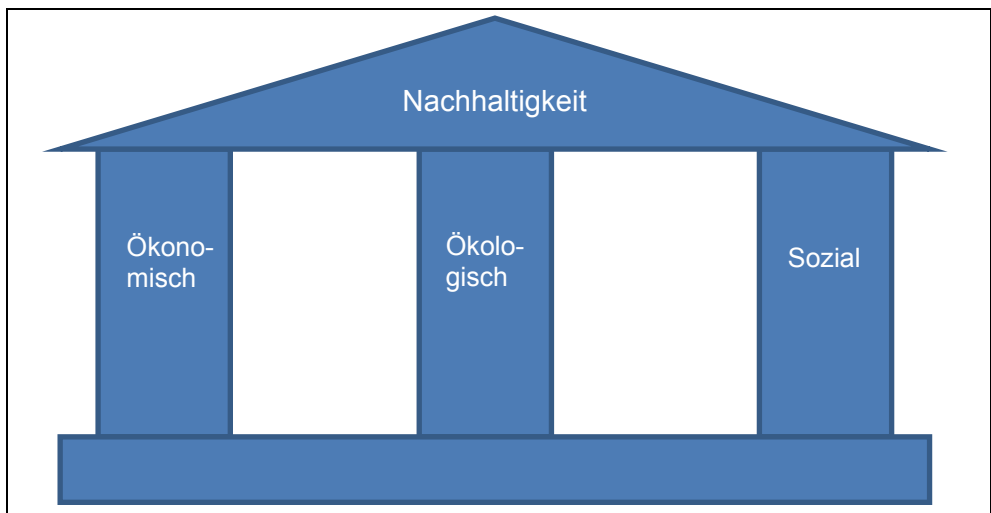 Nachhaltigkeit
Ökono-
misch
Ökolo-
gisch
Sozial